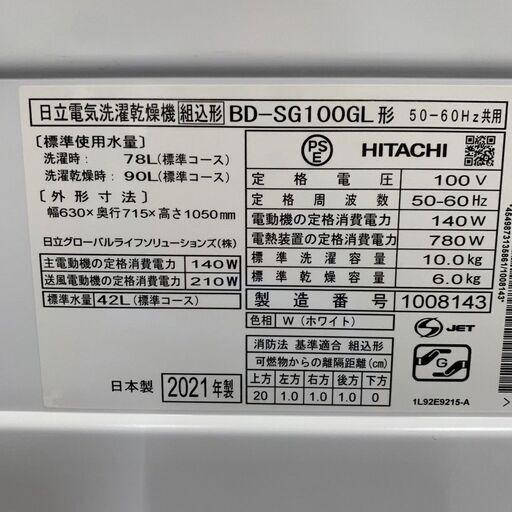 日立電気洗濯乾燥機 組込形 BD-SG100GL形 50-60Hz共用
〔標準使用水量〕
洗濯時： 78L(標準コース)
洗濯乾燥時： 90L(標準コース)
〔外形寸法〕
幅630×奥行715×高さ1050mm
日立グローバルライフソリューションズ(株)
主電動機の定格消費電力 140W
送風電動機の定格消費電力 210W
標準水量 42L(標準コース)
日本製 2021年製
PS
E
HITACHI
定格電圧 100V
定格周波数 50-60Hz
電動機の定格消費電力 140W
電熱装置の定格消費電力 780W
標準洗濯容量 10.0kg
標準乾燥容量 6.0kg
製造番号 1008143
色相 W(ホワイト)
消防法 基準適合 組込形
可燃物からの離隔距離(cm)
上方 左方 右方 後方 下方
20 1.0 1.0 1.0 0
S JET
G
1L92E9215-A
*4549873135861/1008143*